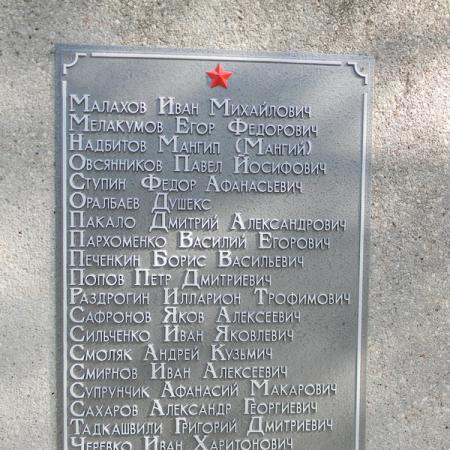 Малахов Иван Михайлович
Мелакумов Егор Федорович
Надбитов Мангип (Мангий)
Овсянников Павел Иосифович
Ступин Федор Афанасьевич
Оралбаев Душекс
Пакало Дмитрий Александрович
Пархоменко Василий Егорович
Печенкин Борис Васильевич
Попов Петр Дмитриевич
Раздрогин Илларион Трофимович
Сафронов Яков Алексеевич
Сильченко Иван Яковлевич
Смоляк Андрей Кузьмич
Смирнов Иван Алексеевич
Супрунчик Афанасий Макарович
Сахаров Александр Георгиевич
Тадкашвили Григорий Дмитриевич
Черевко Иван Харитонович